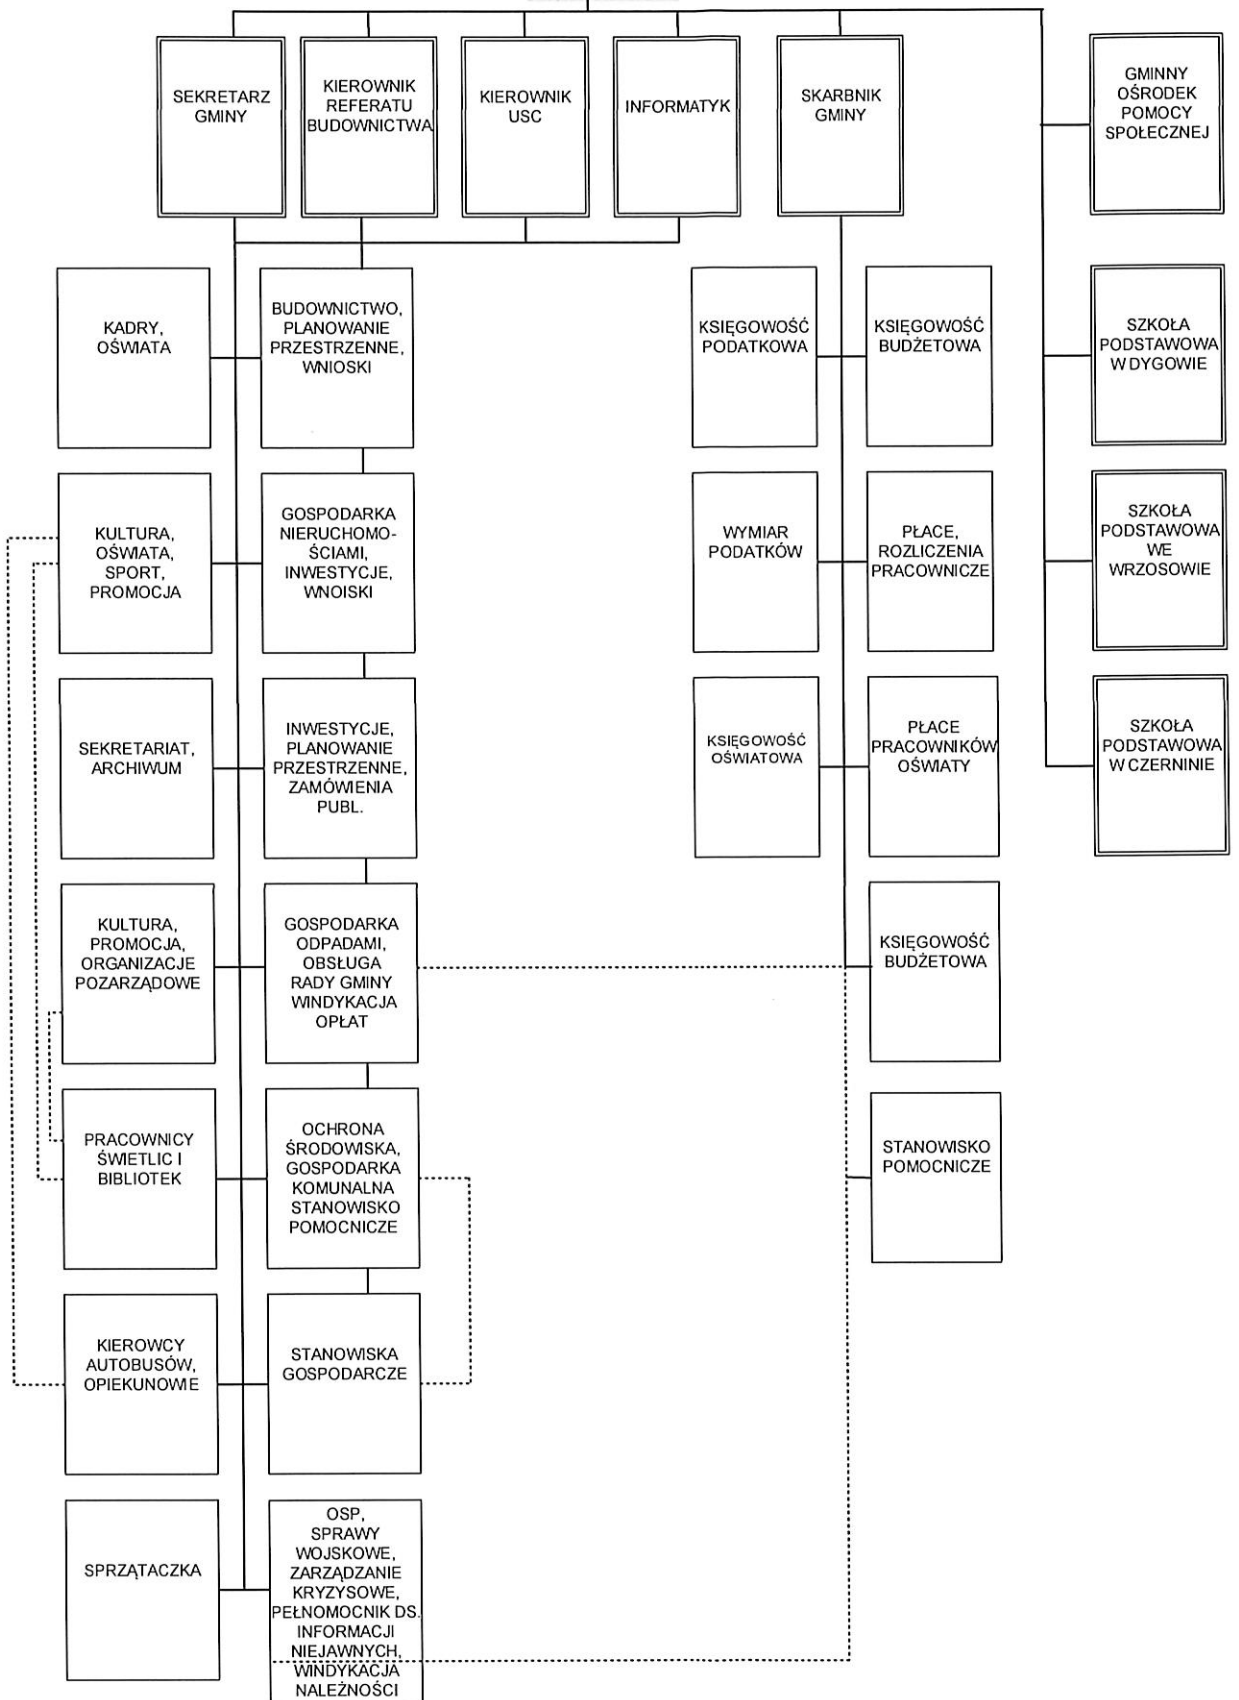 SEKRETARZ
GMINY
KIEROWNIK
REFERATU
BUDOWNICTWA
KIEROWNIK
USC
INFORMATYK
SKARBNIK
GMINY
GMINNY
OŚRODEK
POMOCY
SPOŁECZNEJ
KADRY,
OŚWIATA
BUDOWNICTWO,
PLANOWANIE
PRZESTRZENNE,
WNIOSKI
KSIĘGOWOŚĆ
PODATKOWA
KSIĘGOWOŚĆ
BUDŻETOWA
SZKOŁA
PODSTAWOWA
W DYGOWIE
KULTURA,
OŚWIATA,
SPORT,
PROMOCJA
GOSPODARKA
NIERUCHOMO-
ŚCIAMI,
INWESTYCJE,
WNOISKI
WYMIAR
PODATKÓW
PŁACE,
ROZLICZENIA
PRACOWNICZE
SZKOŁA
PODSTAWOWA
WE
WRZOSOWIE
SEKRETARIAT,
ARCHIWUM
INWESTYCJE,
PLANOWANIE
PRZESTRZENNE,
ZAMÓWIENIA
PUBL.
KSIĘGOWOŚĆ
OŚWIATOWA
PŁACE
PRACOWNIKÓW
OŚWIATY
SZKOŁA
PODSTAWOWA
W CZERNINIE
KULTURA,
PROMOCJA,
ORGANIZACJE
POZARZĄDOWE
GOSPODARKA
ODPADAMI,
OBSŁUGA
RADY GMINY
WINDYKACJA
OPŁAT
KSIĘGOWOŚĆ
BUDŻETOWA
PRACOWNICY
ŚWIETLIC I
BIBLIOTEK
OCHRONA
ŚRODOWISKA,
GOSPODARKA
KOMUNALNA
STANOWISKO
POMOCNICZE
STANOWISKO
POMOCNICZE
KIEROWCY
AUTOBUSÓW,
OPIEKUNOWIE
STANOWISKA
GOSPODARCZE
SPRZĄTACZKA
OSP,
SPRAWY
WOJSKOWE,
ZARZĄDZANIE
KRYZYSOWE,
PEŁNOMOCNIK DS.
INFORMACJI
NIEJAWNYCH,
WINDYKACJA
NALEŻNOŚCI